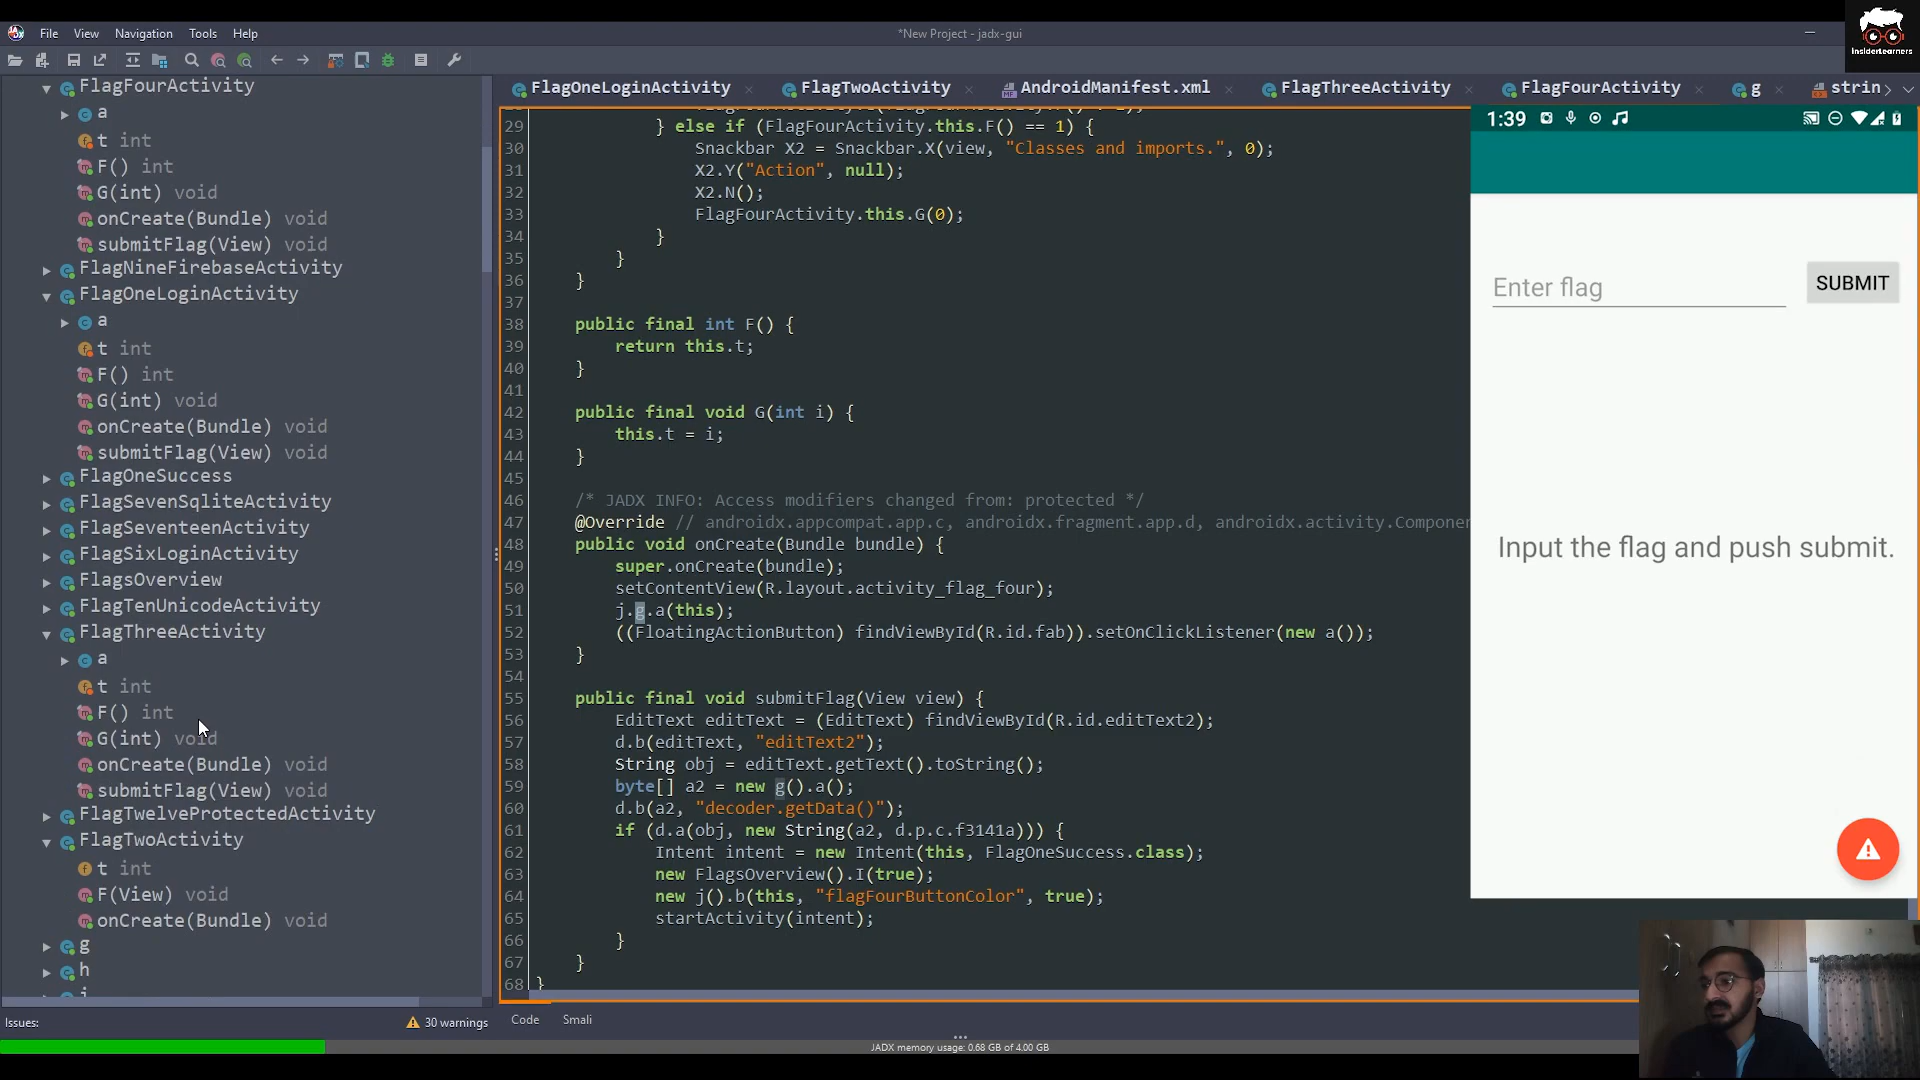 File View Navigation Tools Help
*New Project - jadx-gui
InsiderLearners
FlagFourActivity
a
t int
F() int
G(int) void
onCreate(Bundle) void
submitFlag(View) void
FlagNineFirebaseActivity
FlagOneLoginActivity
a
t int
F() int
G(int) void
onCreate(Bundle) void
submitFlag(View) void
FlagOneSuccess
FlagSevenSqliteActivity
FlagSeventeenActivity
FlagSixLoginActivity
FlagsOverview
FlagTenUnicodeActivity
FlagThreeActivity
a
t int
F() int
G(int) void
onCreate(Bundle) void
submitFlag(View) void
FlagTwelveProtectedActivity
FlagTwoActivity
t int
F(View) void
onCreate(Bundle) void
g
h
FlagOneLoginActivity FlagTwoActivity AndroidManifest.xml FlagThreeActivity FlagFourActivity g strin
29 } else if (FlagFourActivity.this.F() == 1) {
30 Snackbar X2 = Snackbar.X(view, "Classes and imports.", 0);
31 X2.Y("Action", null);
32 X2.N();
33 FlagFourActivity.this.G(0);
34 }
35 }
36 }
37
38 public final int F() {
39 return this.t;
40 }
41
42 public final void G(int i) {
43 this.t = i;
44 }
45
46 /* JADX INFO: Access modifiers changed from: protected */
47 @Override // androidx.appcompat.app.c, androidx.fragment.app.d, androidx.activity.Componen
48 public void onCreate(Bundle bundle) {
49 super.onCreate(bundle);
50 setContentView(R.layout.activity_flag_four);
51 j.g.a(this);
52 ((FloatingActionButton) findViewById(R.id.fab)).setOnClickListener(new a());
53 }
54
55 public final void submitFlag(View view) {
56 EditText editText = (EditText) findViewById(R.id.editText2);
57 d.b(editText, "editText2");
58 String obj = editText.getText().toString();
59 byte[] a2 = new g().a();
60 d.b(a2, "decoder.getData()");
61 if (d.a(obj, new String(a2, d.p.c.f3141a))) {
62 Intent intent = new Intent(this, FlagOneSuccess.class);
63 new FlagsOverview().I(true);
64 new j().b(this, "flagFourButtonColor", true);
65 startActivity(intent);
66 }
67 }
68 }
1:39
Enter flag
SUBMIT
Input the flag and push submit.
Issues: 30 warnings
Code Smali
JADX memory usage: 0.68 GB of 4.00 GB